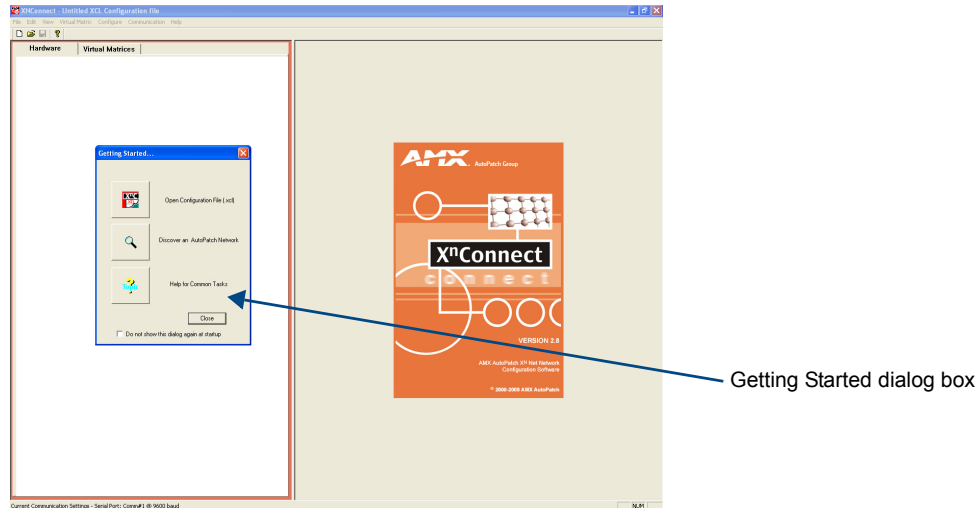 XNConnect - Untitled XCL Configuration file
File Edit View Virtual Matric Configure Communication Help
Hardware Virtual Matrices
Getting Started...
Open Configuration File (.xcl)
Discover an AutoPatch Network
Help for Common Tasks
Close
Do not show this dialog again at startup
AMX AutoPatch Group
XnConnect
connect
VERSION 2.8
AMX AutoPatch XN Net Network
Configuration Software
© 2000-2008 AMX AutoPatch
Getting Started dialog box
Current Communication Settings - Serial Port: Comm#1 @ 9600 baud
NUM